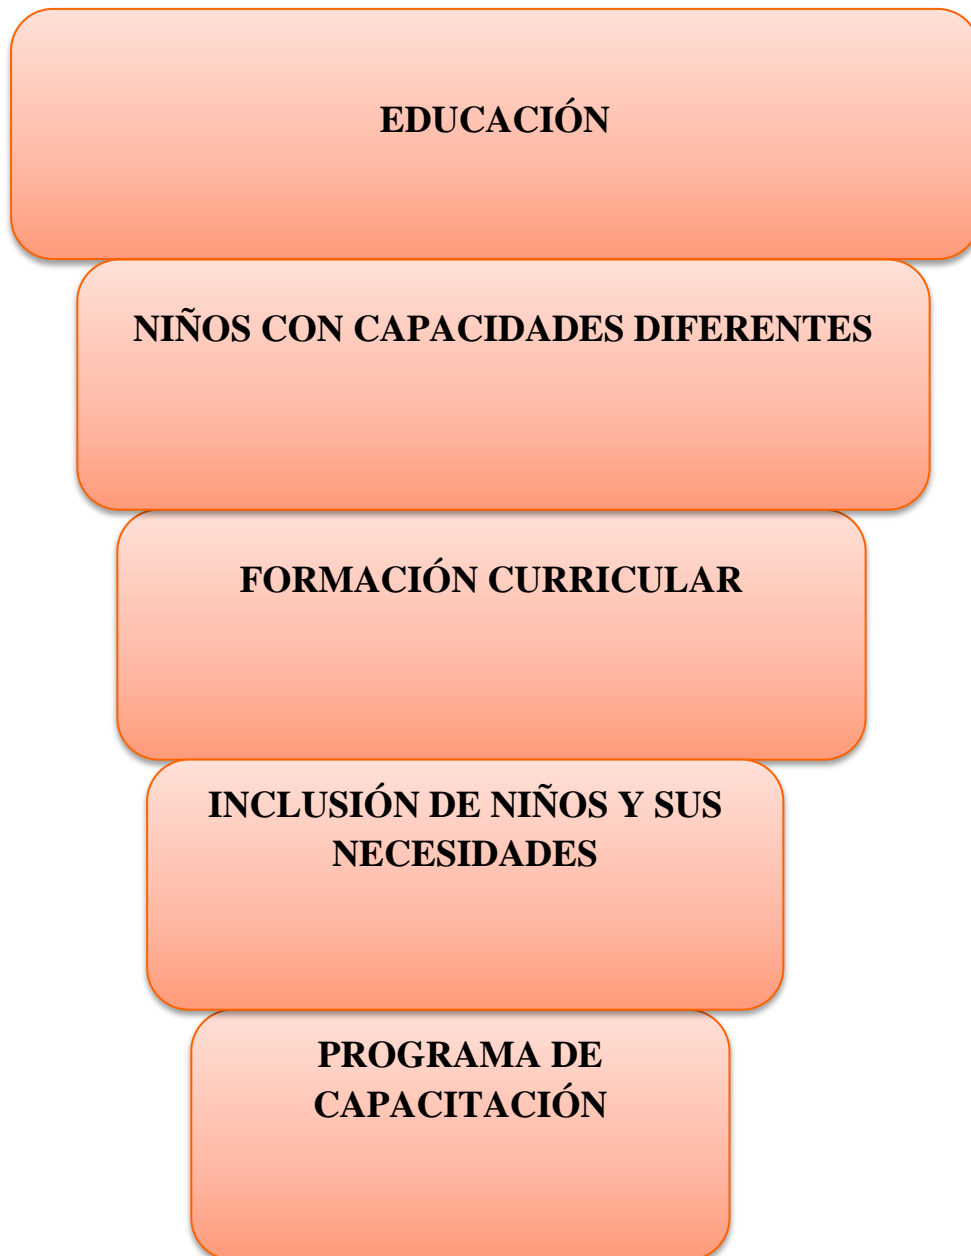 EDUCACIÓN
NIÑOS CON CAPACIDADES DIFERENTES
FORMACIÓN CURRICULAR
INCLUSIÓN DE NIÑOS Y SUS
NECESIDADES
PROGRAMA DE
CAPACITACIÓN